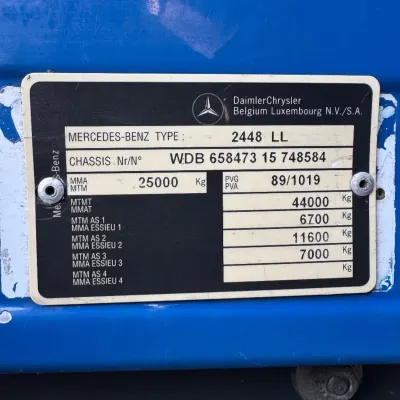 DaimlerChrysler
Belgium Luxembourg N.V./S.A.
MERCEDES-BENZ TYPE: 2448 LL
CHASSIS Nr/N° WDB 658473 15 748584
MMA
MTM 25000 Kg
PVG
PVA 89/1019
MTMT
MMAT 44000 Kg
MTM AS 1
MMA ESSIEU 1 6700 Kg
MTM AS 2
MMA ESSIEU 2 11600 Kg
MTM AS 3
MMA ESSIEU 3 7000 Kg
MTM AS 4
MMA ESSIEU 4 Kg
Me es-Benz